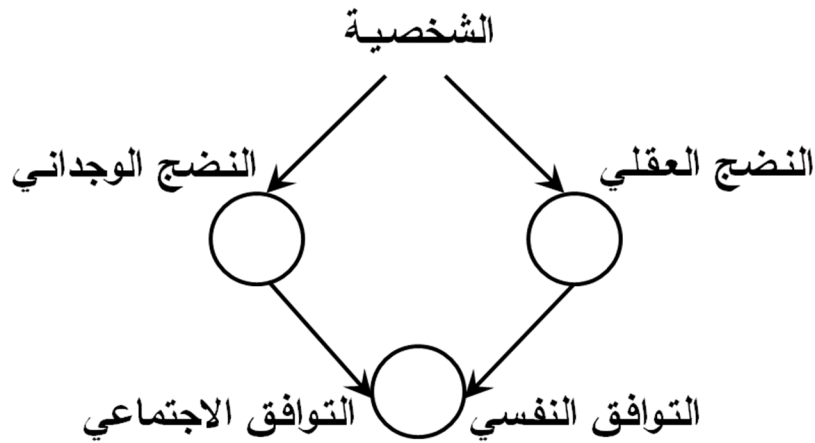 الشخصية
النضج العقلي
النضج الوجداني
التوافق النفسي
التوافق الاجتماعي